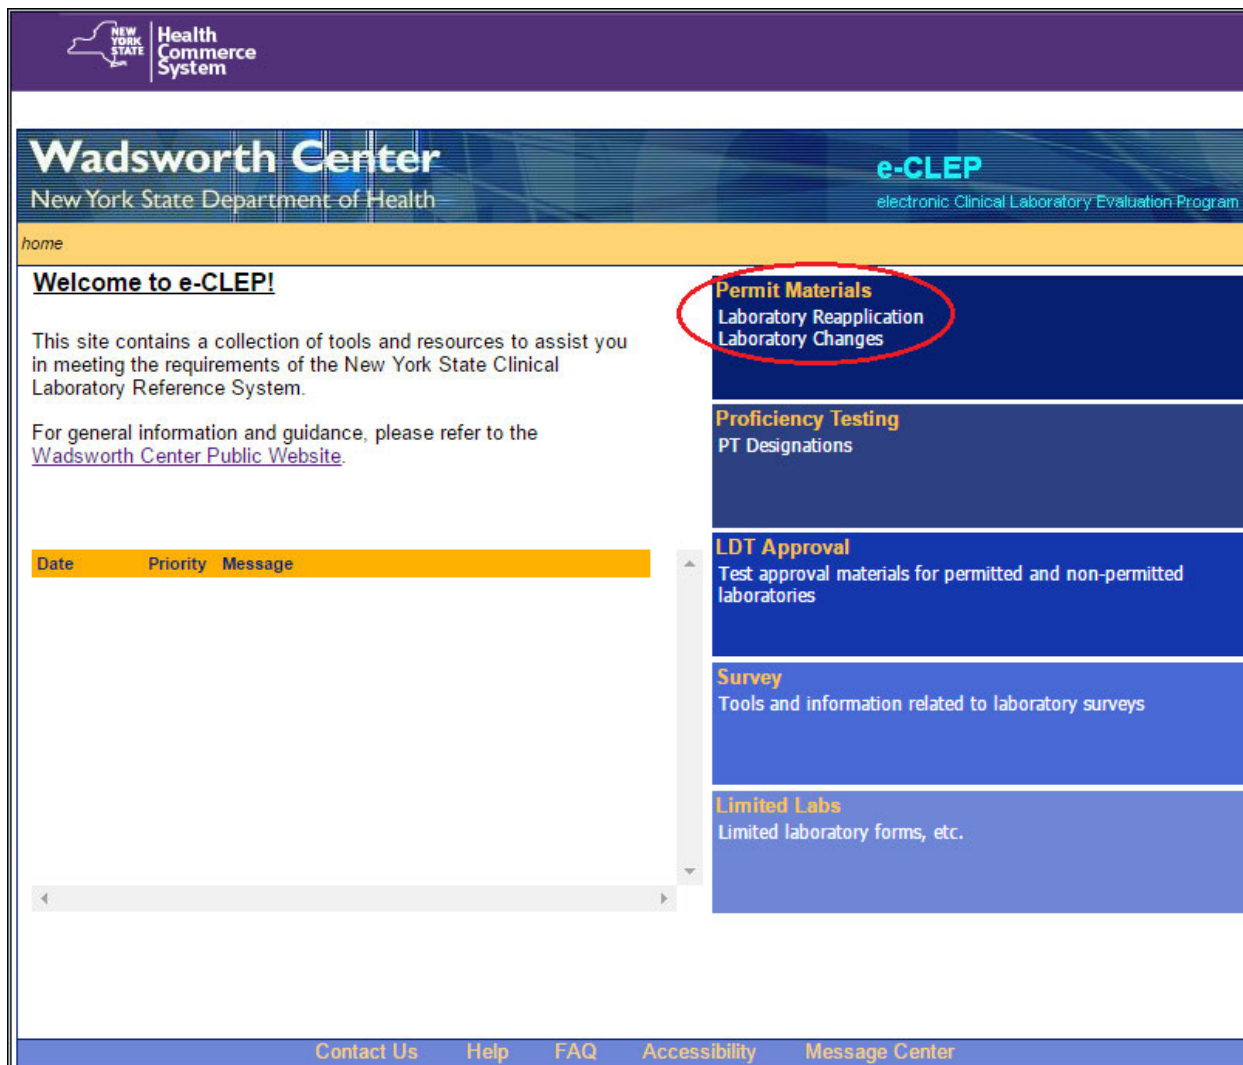 NEW
YORK
STATE
Health
Commerce
System
Wadsworth Center
New York State Department of Health
e-CLEP
electronic Clinical Laboratory Evaluation Program
home
Welcome to e-CLEP!
This site contains a collection of tools and resources to assist you
in meeting the requirements of the New York State Clinical
Laboratory Reference System.
For general information and guidance, please refer to the
Wadsworth Center Public Website.
Date Priority Message
Permit Materials
Laboratory Reapplication
Laboratory Changes
Proficiency Testing
PT Designations
LDT Approval
Test approval materials for permitted and non-permitted
laboratories
Survey
Tools and information related to laboratory surveys
Limited Labs
Limited laboratory forms, etc.
Contact Us Help FAQ Accessibility Message Center